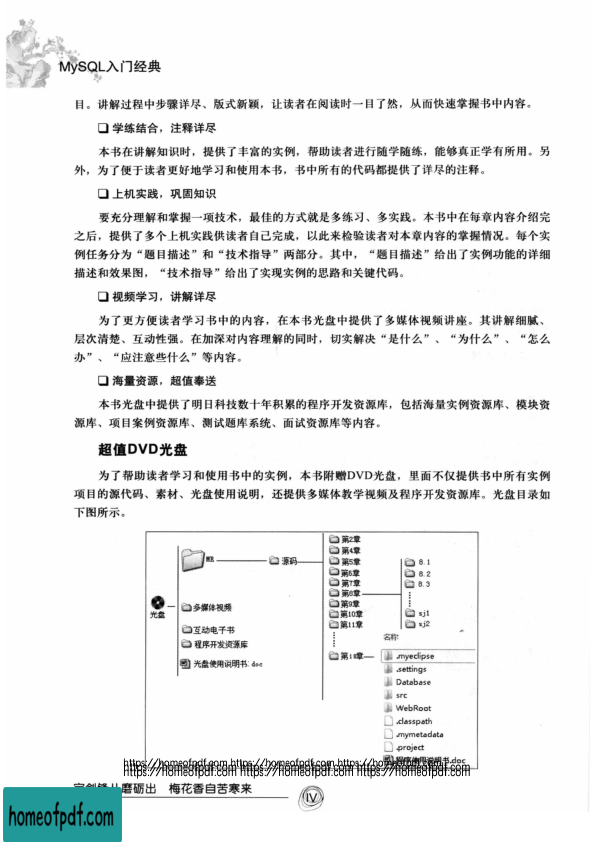 MySQL入门经典
目。讲解过程中步骤详尽、版式新颖，让读者在阅读时一目了然，从而快速掌握书中内容。
学练结合，注释详尽
本书在讲解知识时，提供了丰富的实例，帮助读者进行随学随练，能够真正学有所用。另
外，为了便于读者更好地学习和使用本书，书中所有的代码都提供了详尽的注释。
上机实践，巩固知识
要充分理解和掌握一项技术，最佳的方式就是多练习、多实践。本书中在每章内容介绍完
之后，提供了多个上机实践供读者自己完成，以此来检验读者对本章内容的掌握情况。每个实
例任务分为“题目描述”和“技术指导”两部分。其中，“题目描述”给出了实例功能的详细
描述和效果图，“技术指导”给出了实现实例的思路和关键代码。
视频学习，讲解详尽
为了更方便读者学习书中的内容，在本书光盘中提供了多媒体视频讲座。其讲解细腻、
层次清楚、互动性强。在加深对内容理解的同时，切实解决“是什么”、“为什么”、“怎么
办”、“应注意些什么”等内容。
海量资源，超值奉送
本书光盘中提供了明日科技数十年积累的程序开发资源库，包括海量实例资源库、模块资
源库、项目案例资源库、测试题库系统、面试资源库等内容。
超值DVD光盘
为了帮助读者学习和使用书中的实例，本书附赠DVD光盘，里面不仅提供书中所有实例
项目的源代码、素材、光盘使用说明，还提供多媒体教学视频及程序开发资源库。光盘目录如
下图所示。
光盘
MR
源码
多媒体视频
互动电子书
程序开发资源库
光盘使用说明书.doc
第2章
第4章
第5章
第6章
第7章
第8章
第9章
第10章
第11章
第18章
8.1
8.2
8.3
sj1
sj2
名称
.myeclipse
.settings
Database
src
WebRoot
.classpath
.mymetadata
.project
程序使用说明书.doc
https://homeofpdf.com https://homeofpdf.com https://homeofpdf.com
https://homeofpdf.com https://homeofpdf.com https://homeofpdf.com
宝剑锋从磨砺出 梅花香自苦寒来
IV
homeofpdf.com